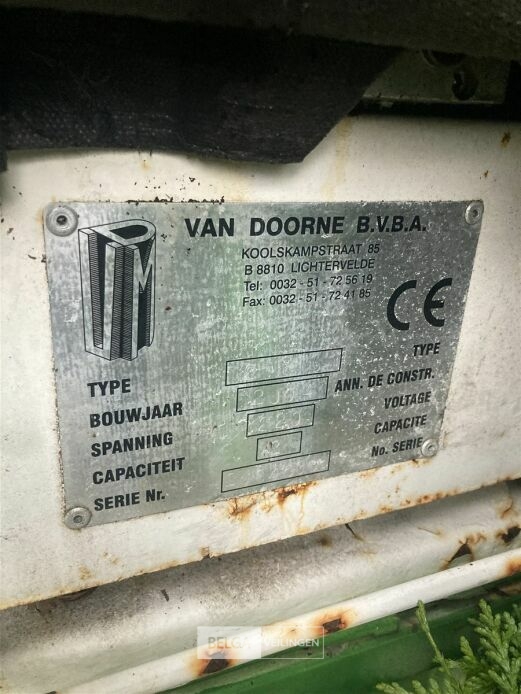 VAN DOORNE B.V.B.A.
KOOLSKAMPSTRAAT 85
B 8810 LICHTERVELDE
Tel: 0032 - 51 - 72 56 19
Fax: 0032 - 51 - 72 41 85
CE
TYPE TYPE
BOUWJAAR ANN. DE CONSTR.
SPANNING VOLTAGE
CAPACITEIT CAPACITE
SERIE Nr. No. SERIE